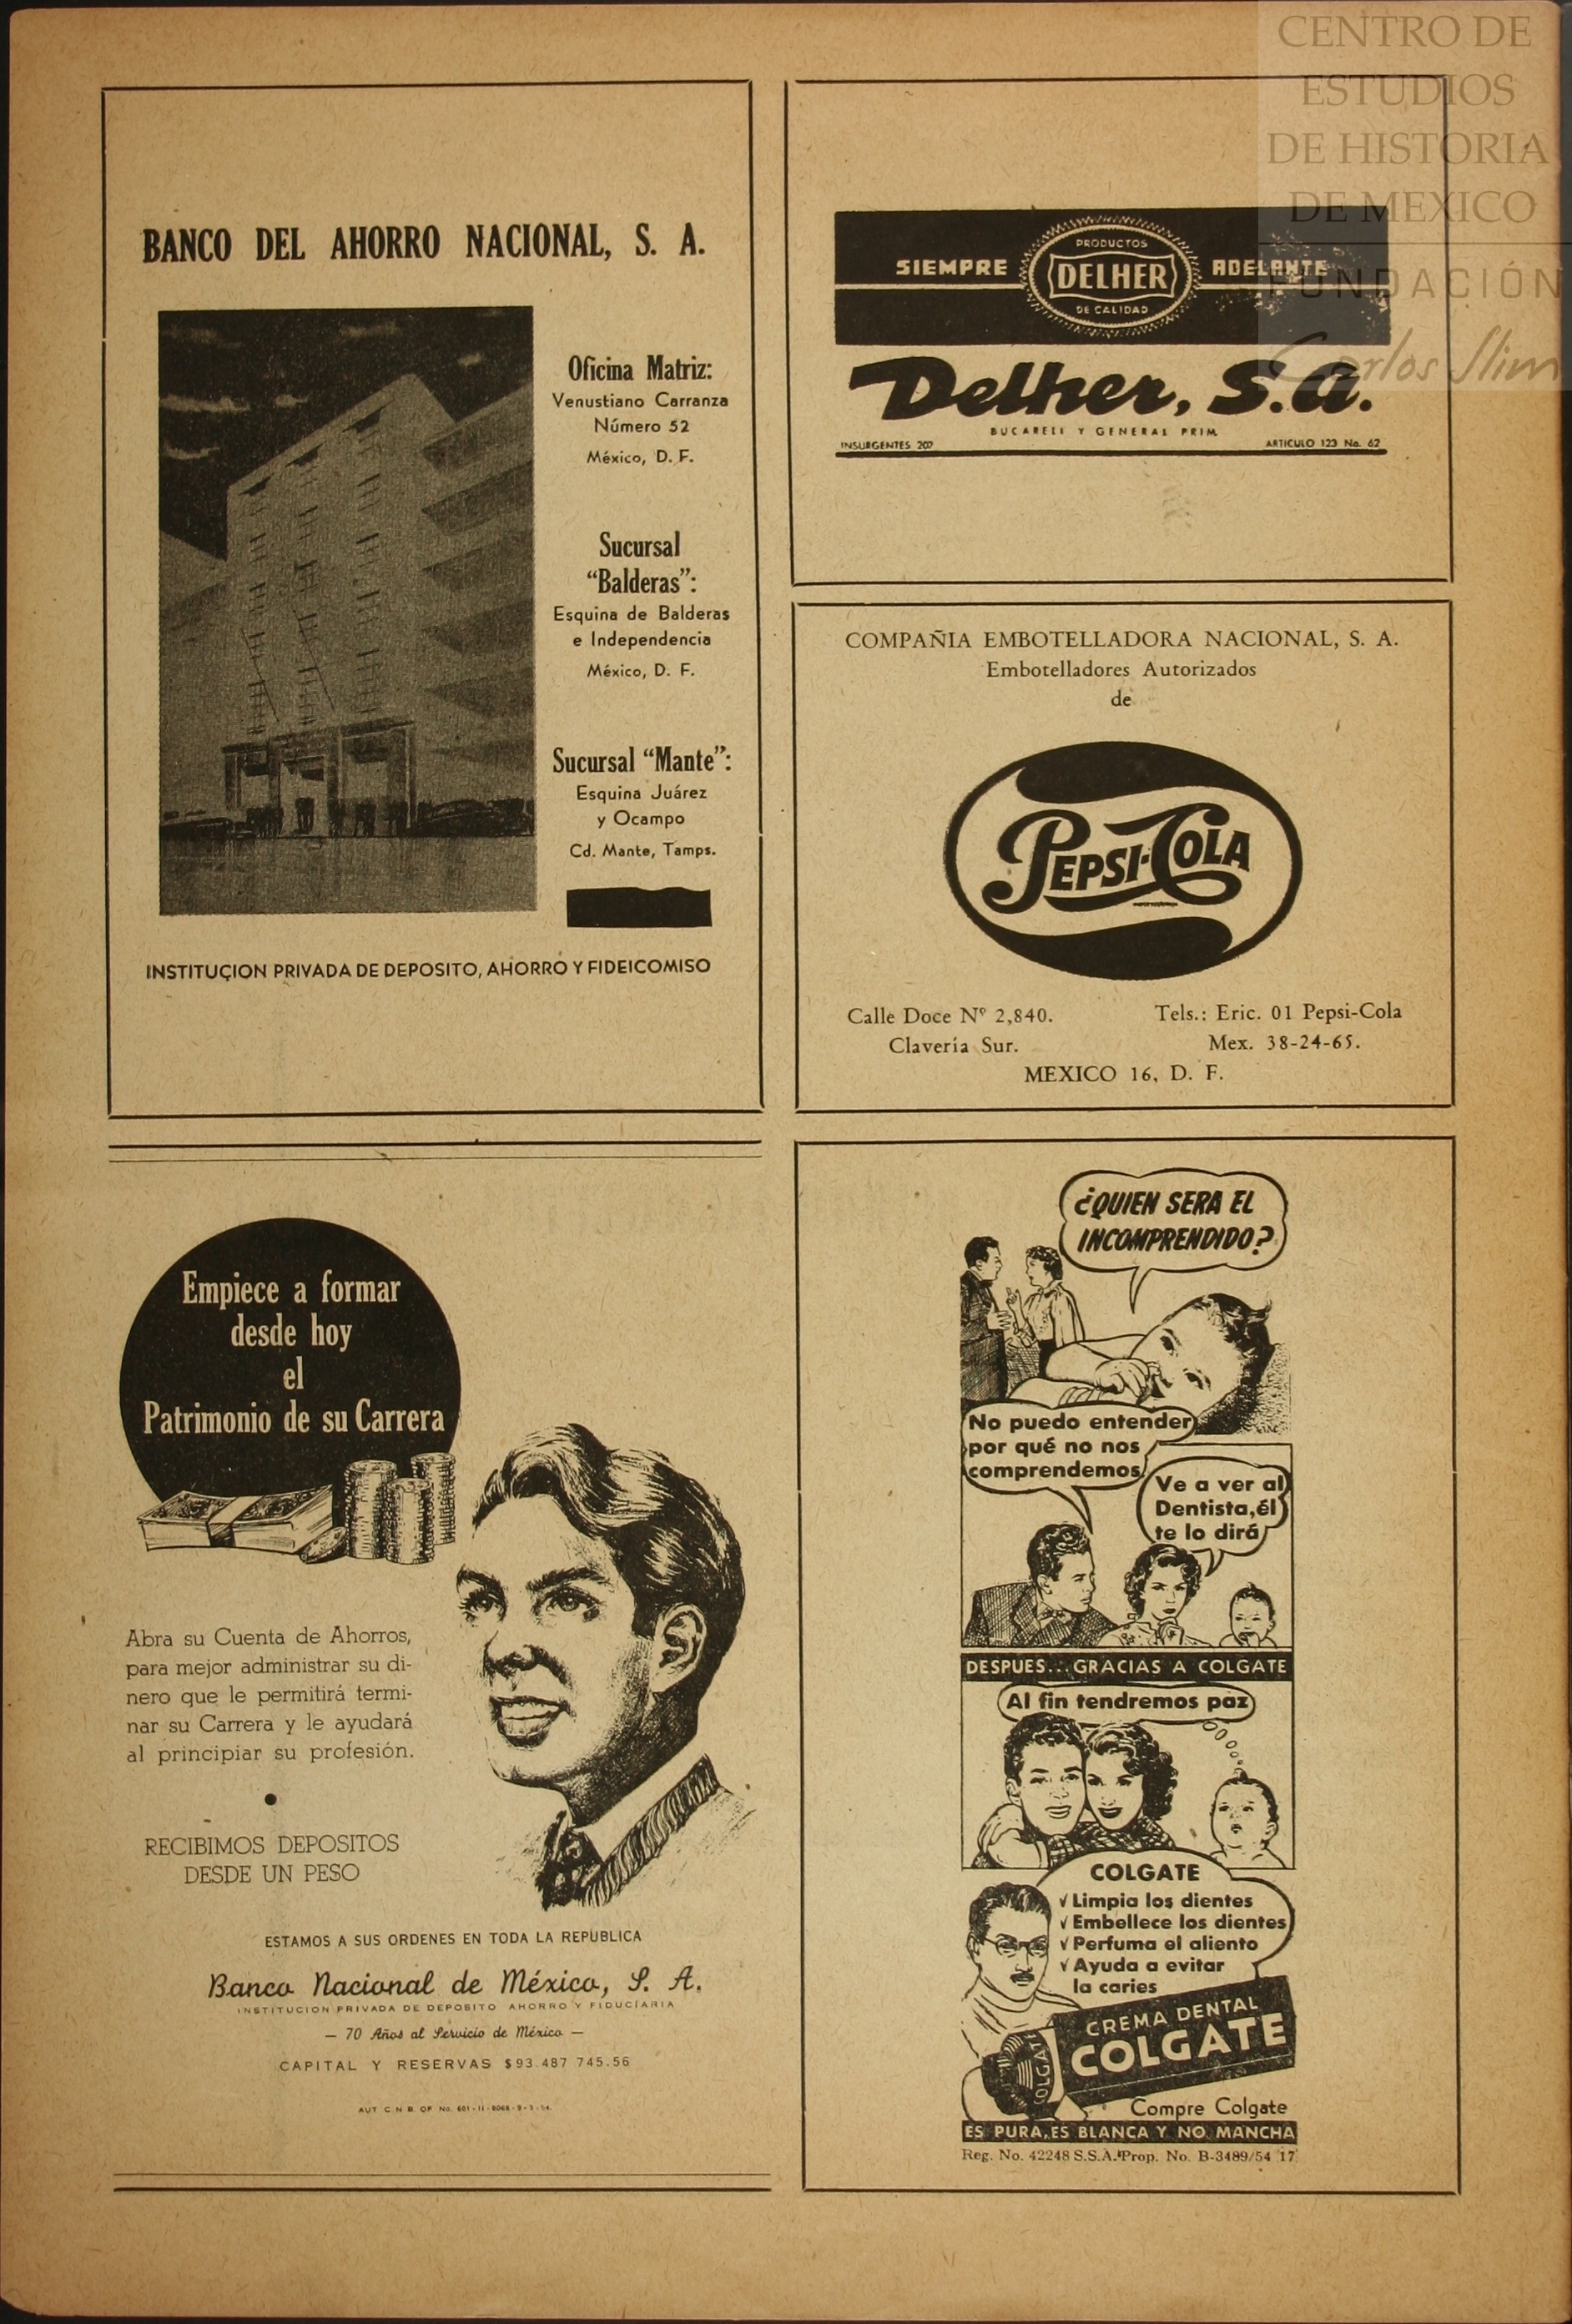 CENTRO DE
ESTUDIOS
DE HISTORIA
DE MEXICO
FUNDACIÓN
Carlos Slim
BANCO DEL AHORRO NACIONAL, S. A.
Oficina Matriz:
Venustiano Carranza
Número 52
México, D. F.
Sucursal
“Balderas”:
Esquina de Balderas
e Independencia
México, D. F.
Sucursal “Mante”:
Esquina Juárez
y Ocampo
Cd. Mante, Tamps.
INSTITUCION PRIVADA DE DEPOSITO, AHORRO Y FIDEICOMISO
PRODUCTOS
SIEMPRE DELHER ADELANTE
DE CALIDAD
Delher, S.a.
BUCARELI Y GENERAL PRIM
INSURGENTES 207 ARTICULO 123 No. 62
COMPAÑIA EMBOTELLADORA NACIONAL, S. A.
Embotelladores Autorizados
de
PEPSI-COLA
Calle Doce Nº 2,840. Tels.: Eric. 01 Pepsi-Cola
Clavería Sur. Mex. 38-24-65.
MEXICO 16, D. F.
Empiece a formar
desde hoy
el
Patrimonio de su Carrera
Abra su Cuenta de Ahorros,
para mejor administrar su di-
nero que le permitirá termi-
nar su Carrera y le ayudará
al principiar su profesión.
RECIBIMOS DEPOSITOS
DESDE UN PESO
ESTAMOS A SUS ORDENES EN TODA LA REPUBLICA
Banco Nacional de México, S. A.
INSTITUCION PRIVADA DE DEPOSITO AHORRO Y FIDUCIARIA
— 70 Años al Servicio de México —
CAPITAL Y RESERVAS $93.487 745.56
AUT C N B OF No. 601-11-8068-9-3-54.
¿QUIEN SERA EL
INCOMPRENDIDO?
No puedo entender
por qué no nos
comprendemos
Ve a ver al
Dentista,él
te lo dirá
DESPUES...GRACIAS A COLGATE
Al fin tendremos paz
COLGATE
√ Limpia los dientes
√ Embellece los dientes
√ Perfuma el aliento
√ Ayuda a evitar
la caries
CREMA DENTAL
COLGATE
COLGATE
Compre Colgate
ES PURA, ES BLANCA Y NO MANCHA
Reg. No. 42248 S.S.A. Prop. No. B-3489/54 17